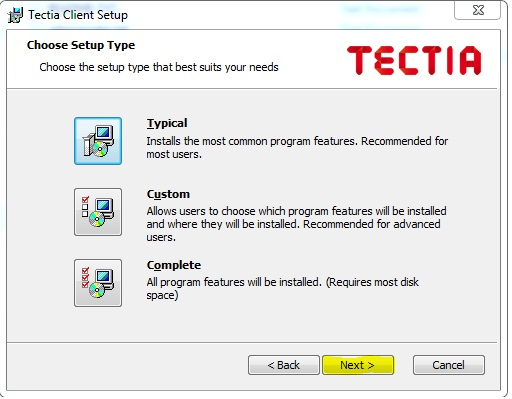 Tectia Client Setup
Choose Setup Type
Choose the setup type that best suits your needs
TECTIA
Typical
Installs the most common program features. Recommended for
most users.
Custom
Allows users to choose which program features will be installed
and where they will be installed. Recommended for advanced
users.
Complete
All program features will be installed. (Requires most disk
space)
< Back
Next >
Cancel